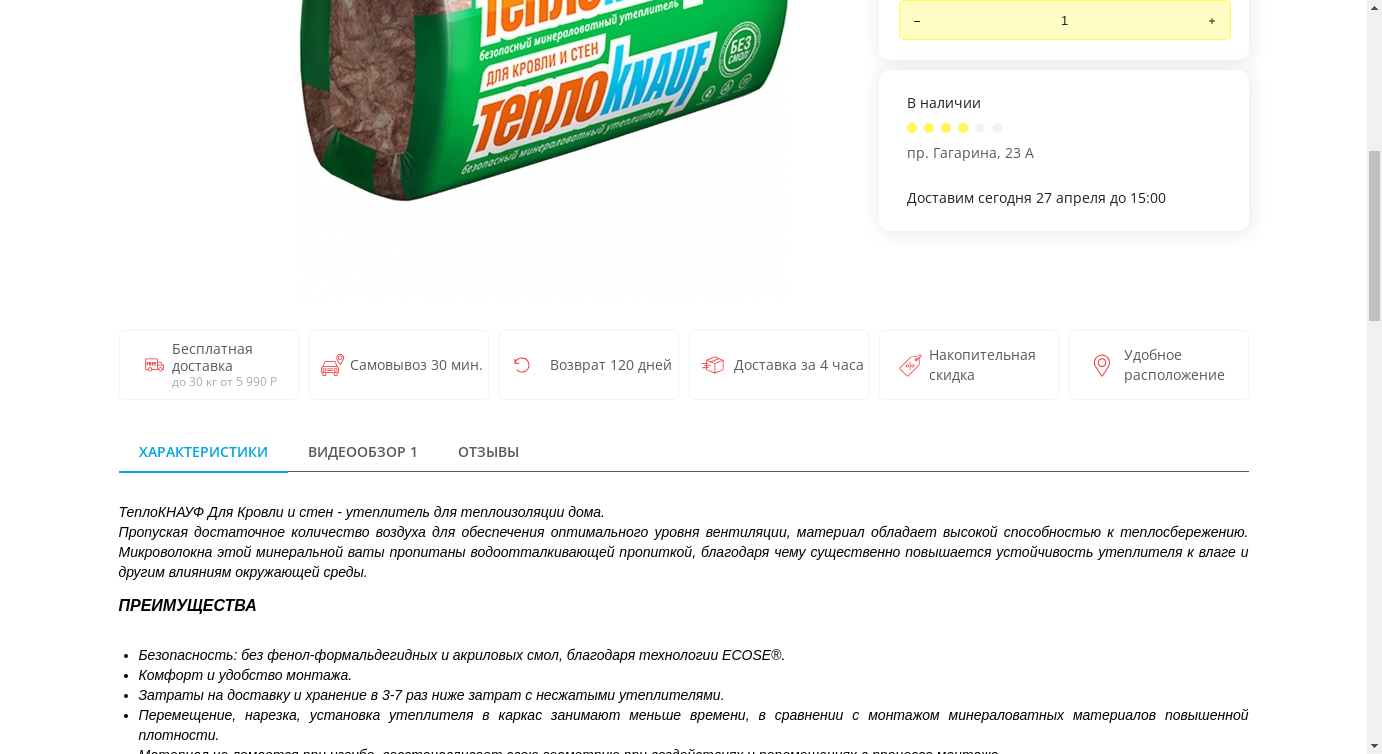 ТЕПЛОKNAUF
безопасный минераловатный утеплитель
ДЛЯ КРОВЛИ И СТЕН
БЕЗ
СМОЛ
ТЕПЛОKNAUF
безопасный минераловатный утеплитель
– 1 +
В наличии
пр. Гагарина, 23 А
Доставим сегодня 27 апреля до 15:00
Бесплатная
доставка
до 30 кг от 5 990 Р
Самовывоз 30 мин.
Возврат 120 дней
Доставка за 4 часа
Накопительная
скидка
Удобное
расположение
ХАРАКТЕРИСТИКИ ВИДЕООБЗОР 1 ОТЗЫВЫ
ТеплоКНАУФ Для Кровли и стен - утеплитель для теплоизоляции дома.
Пропуская достаточное количество воздуха для обеспечения оптимального уровня вентиляции, материал обладает высокой способностью к теплосбережению.
Микроволокна этой минеральной ваты пропитаны водоотталкивающей пропиткой, благодаря чему существенно повышается устойчивость утеплителя к влаге и
другим влияниям окружающей среды.
ПРЕИМУЩЕСТВА
• Безопасность: без фенол-формальдегидных и акриловых смол, благодаря технологии ECOSE®.
• Комфорт и удобство монтажа.
• Затраты на доставку и хранение в 3-7 раз ниже затрат с несжатыми утеплителями.
• Перемещение, нарезка, установка утеплителя в каркас занимают меньше времени, в сравнении с монтажом минераловатных материалов повышенной
плотности.